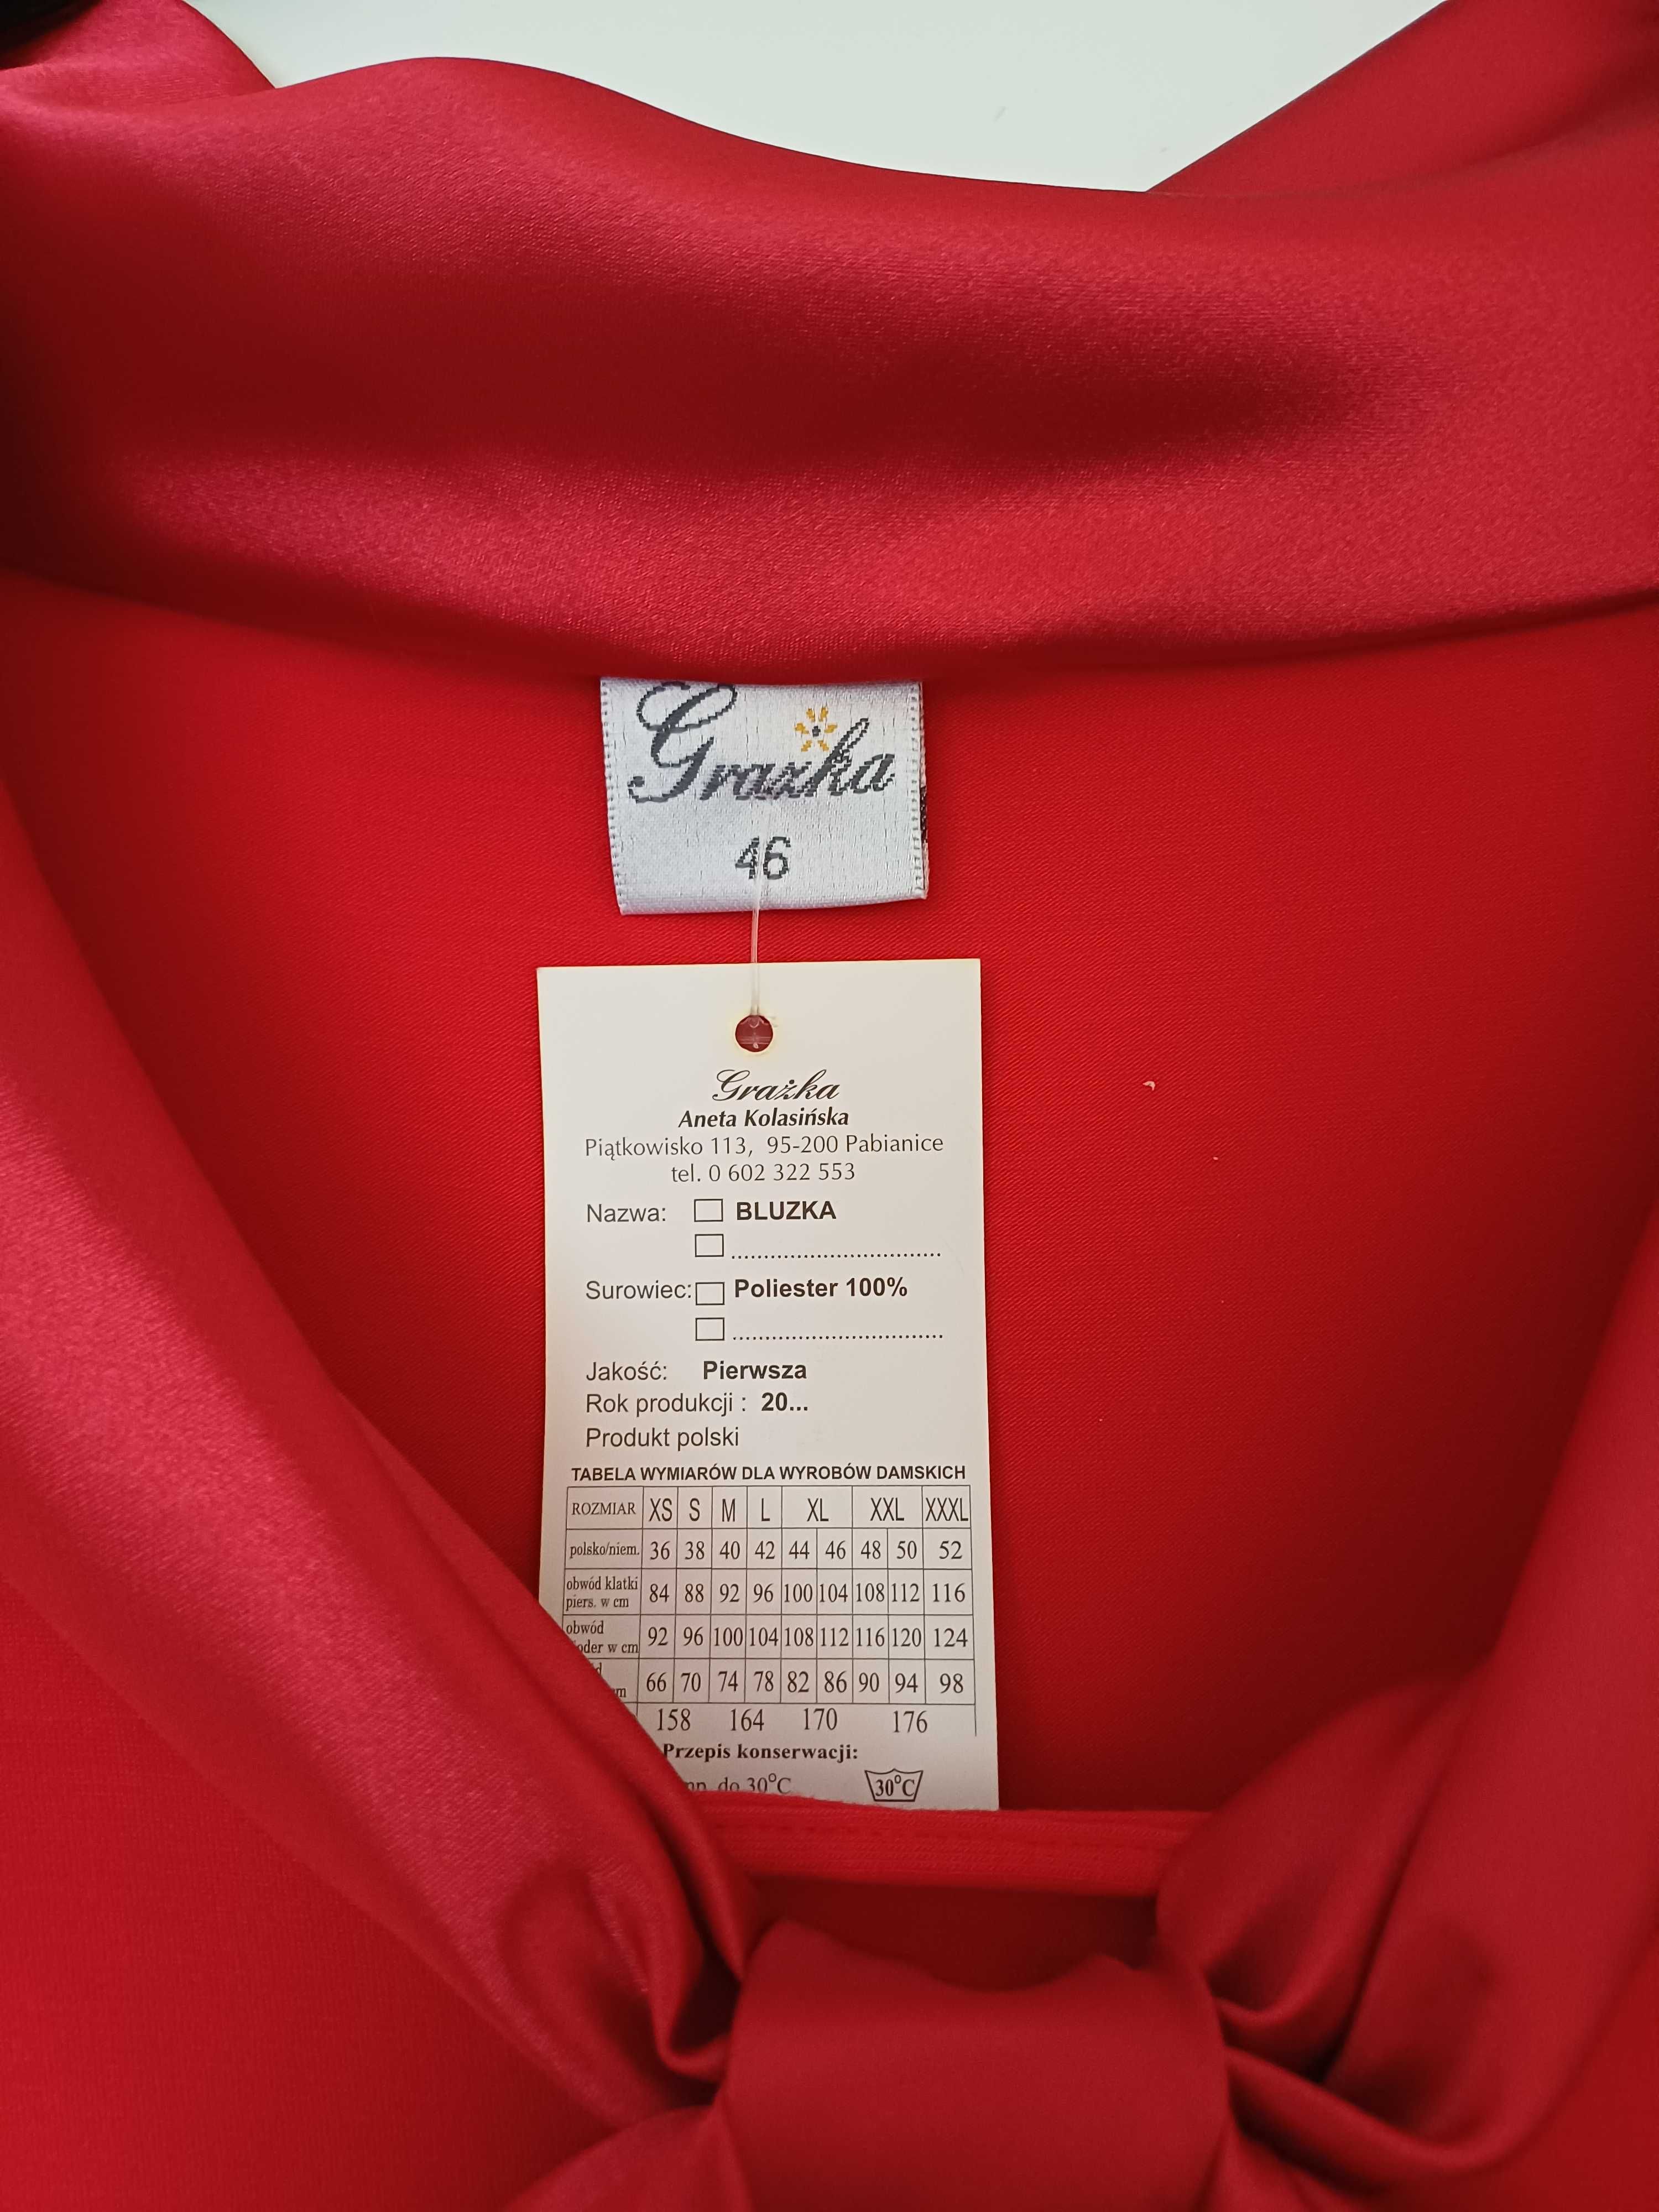 Grażka
46
Grażka
Aneta Kolasińska
Piątkowisko 113, 95-200 Pabianice
tel. 0 602 322 553
Nazwa: BLUZKA
................................
Surowiec: Poliester 100%
................................
Jakość: Pierwsza
Rok produkcji : 20...
Produkt polski
TABELA WYMIARÓW DLA WYROBÓW DAMSKICH
ROZMIAR XS S M L XL XXL XXXL
polsko/niem. 36 38 40 42 44 46 48 50 52
obwód klatki
piers. w cm 84 88 92 96 100 104 108 112 116
obwód
w cm 92 96 100 104 108 112 116 120 124
66 70 74 78 82 86 90 94 98
158 164 170 176
Przepis konserwacji:
do 30°C 30°C